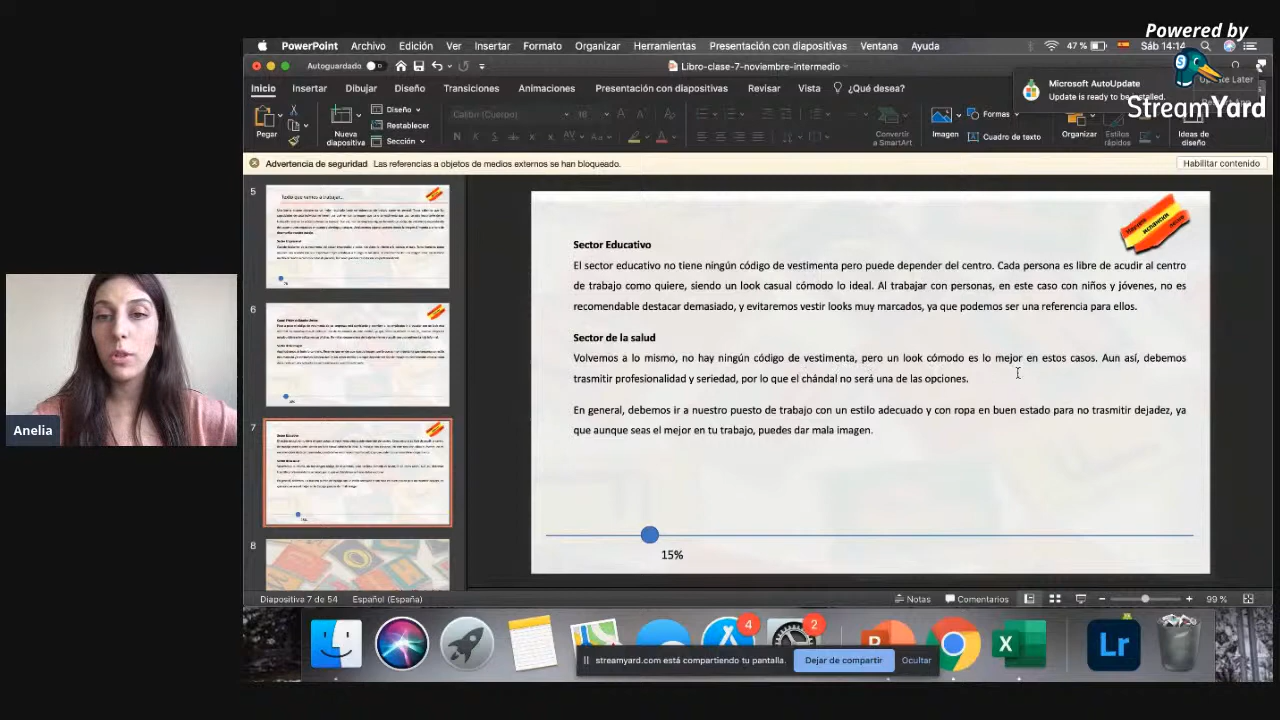 Powered by
StreamYard
PowerPoint Archivo Edición Ver Insertar Formato Organizar Herramientas Presentación con diapositivas Ventana Ayuda 47 % Sáb 14:14
Autoguardado Libro-clase-7-noviembre-intermedio
Microsoft AutoUpdate
Update is ready to be installed.
Later
Inicio Insertar Dibujar Diseño Transiciones Animaciones Presentación con diapositivas Revisar Vista ¿Qué desea?
Pegar
Nueva diapositiva
Diseño
Restablecer
Sección
Calibri (Cuerpo) 16
Convertir a SmartArt
Imagen
Formas
Cuadro de texto
Organizar
Estilos rápidos
Ideas de diseño
Advertencia de seguridad Las referencias a objetos de medios externos se han bloqueado.
Habilitar contenido
5
6
7
8
Sector Educativo
El sector educativo no tiene ningún código de vestimenta pero puede depender del centro. Cada persona es libre de acudir al centro
de trabajo como quiere, siendo un look casual cómodo lo ideal. Al trabajar con personas, en este caso con niños y jóvenes, no es
recomendable destacar demasiado, y evitaremos vestir looks muy marcados, ya que podemos ser una referencia para ellos.
Sector de la salud
Volvemos a lo mismo, no hay ningún código de vestimenta, pero un look cómodo es lo mejor en estos casos. Aun así, debemos
trasmitir profesionalidad y seriedad, por lo que el chándal no será una de las opciones.
En general, debemos ir a nuestro puesto de trabajo con un estilo adecuado y con ropa en buen estado para no trasmitir dejadez, ya
que aunque seas el mejor en tu trabajo, puedes dar mala imagen.
15%
Anelia
Diapositiva 7 de 54 Español (España) Notas Comentarios 99 %
4
2
Lr
streamyard.com está compartiendo tu pantalla. Dejar de compartir Ocultar